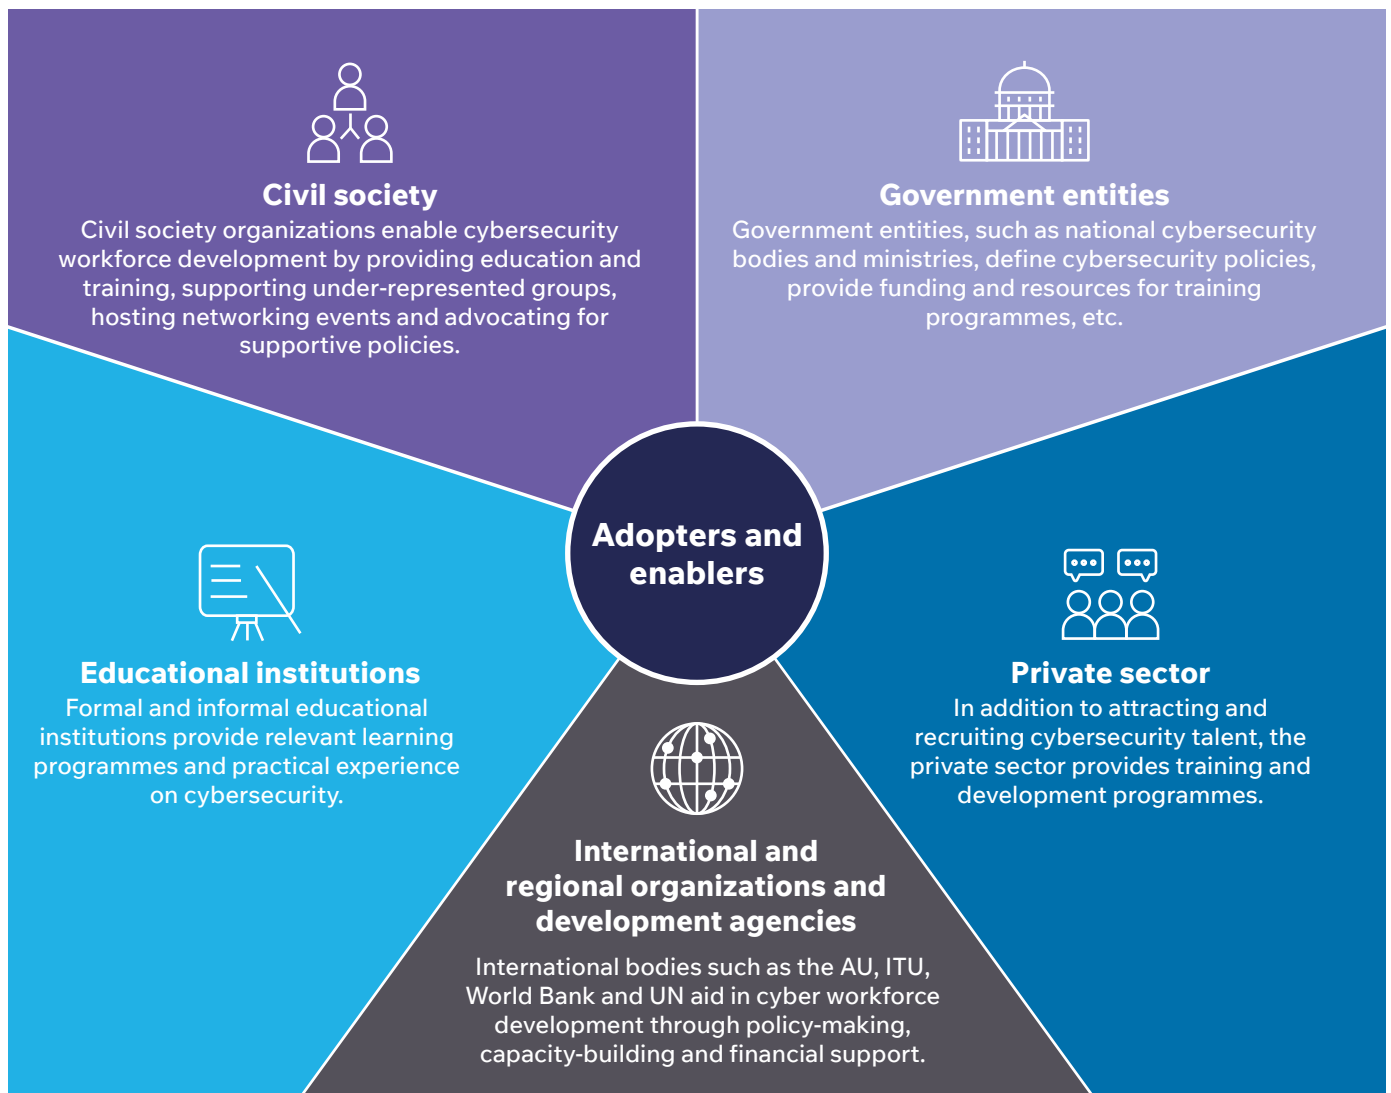 Civil society
Civil society organizations enable cybersecurity
workforce development by providing education and
training, supporting under-represented groups,
hosting networking events and advocating for
supportive policies.
Government entities
Government entities, such as national cybersecurity
bodies and ministries, define cybersecurity policies,
provide funding and resources for training
programmes, etc.
Adopters and
enablers
Educational institutions
Formal and informal educational
institutions provide relevant learning
programmes and practical experience
on cybersecurity.
Private sector
In addition to attracting and
recruiting cybersecurity talent, the
private sector provides training and
development programmes.
International and
regional organizations and
development agencies
International bodies such as the AU, ITU,
World Bank and UN aid in cyber workforce
development through policy-making,
capacity-building and financial support.